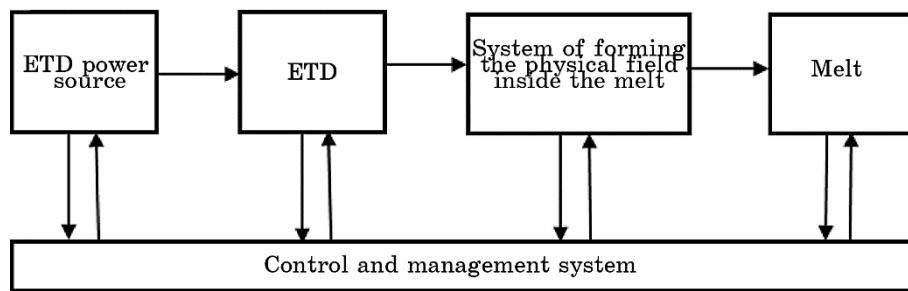 ETD power
source
ETD
System of forming
the physical field
inside the melt
Melt
Control and management system